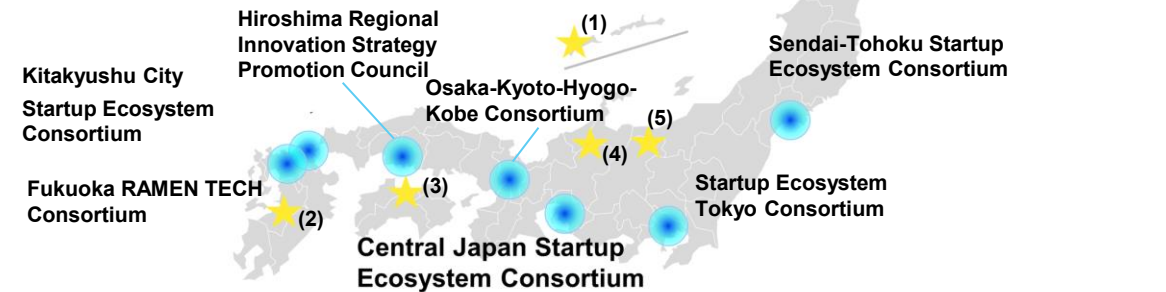 Hiroshima Regional
Innovation Strategy
Promotion Council
(1)
Sendai-Tohoku Startup
Ecosystem Consortium
Kitakyushu City
Startup Ecosystem
Consortium
Osaka-Kyoto-Hyogo-
Kobe Consortium
(5)
(4)
Fukuoka RAMEN TECH
Consortium
(2)
(3)
Startup Ecosystem
Tokyo Consortium
Central Japan Startup
Ecosystem Consortium